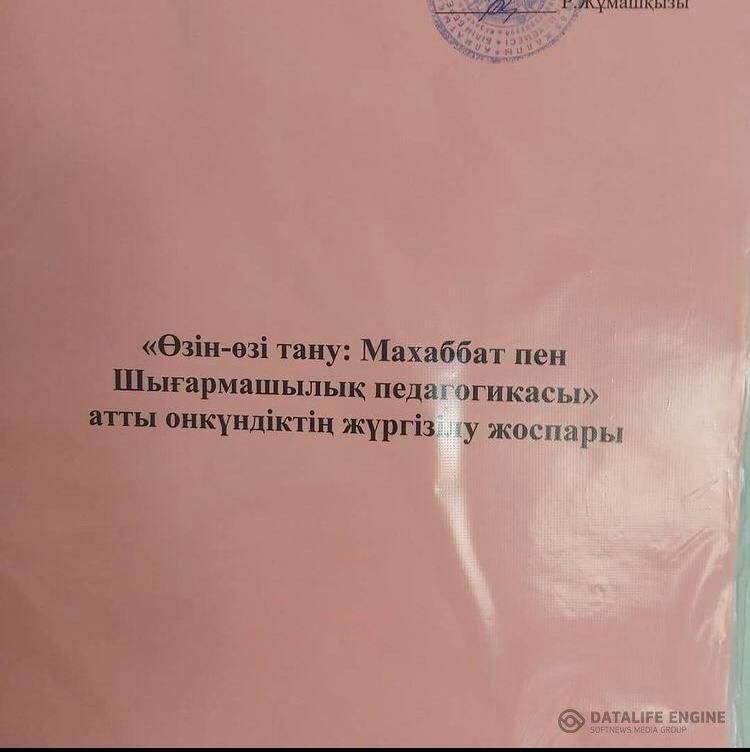 Р.Жұмашқызы
«Өзін-өзі тану: Махаббат пен
Шығармашылық педагогикасы»
атты онкүндіктің жүргізілу жоспары
DATALIFE ENGINE
SOFTNEWS MEDIA GROUP